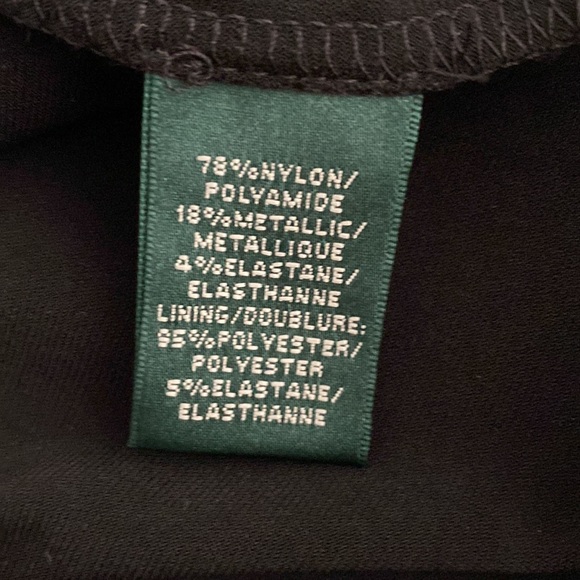 78%NYLON/
POLYAMIDE
18%METALLIC/
METALLIQUE
4%ELASTANE/
ELASTHANNE
LINING/DOUBLURE:
95%POLYESTER/
POLYESTER
5%ELASTANE/
ELASTHANNE